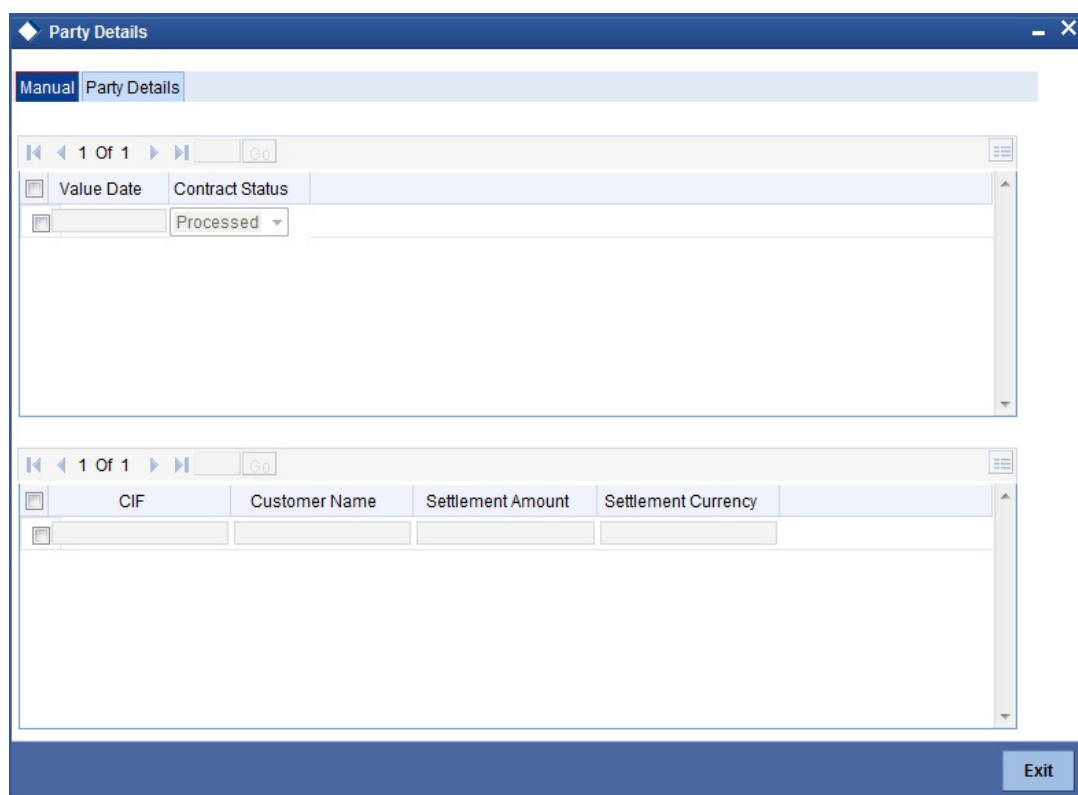 Party Details
Manual Party Details
1 Of 1 Go
Value Date Contract Status
Processed
1 Of 1 Go
CIF Customer Name Settlement Amount Settlement Currency
Exit